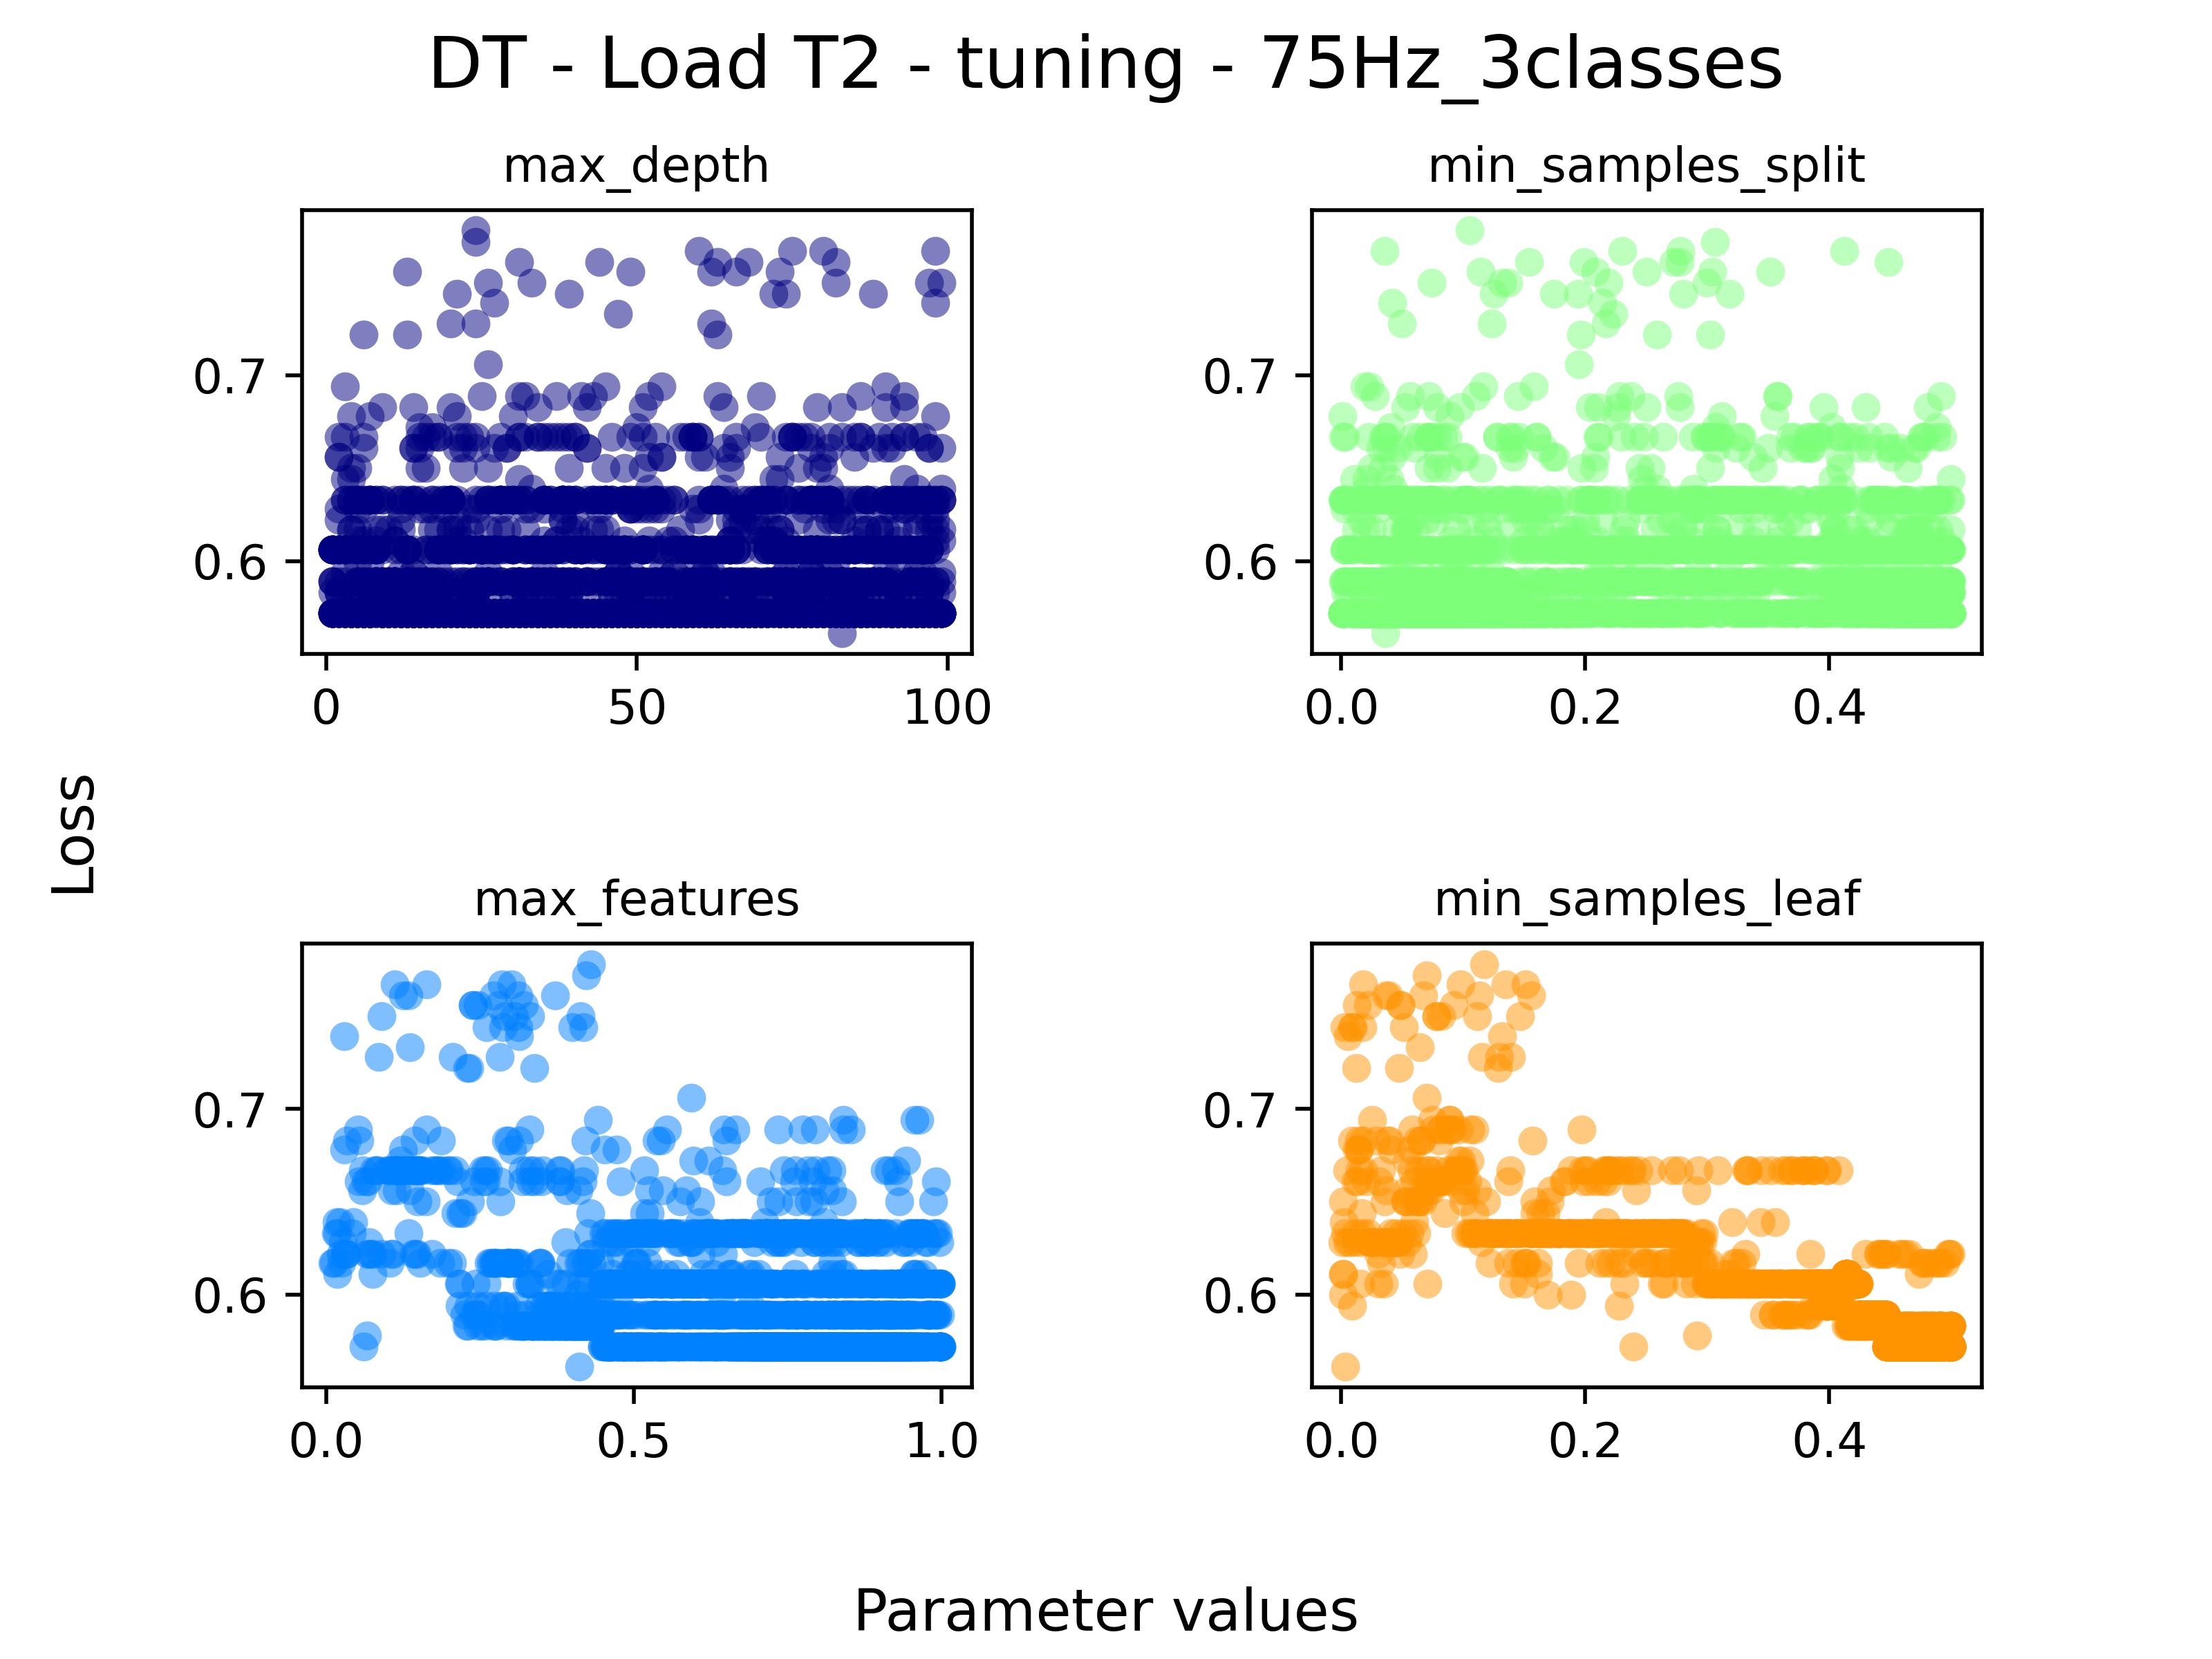 DT - Load T2 - tuning - 75Hz_3classes
max_depth
min_samples_split
0.7
0.6
0 50 100
0.7
0.6
0.0 0.2 0.4
Loss
max_features
min_samples_leaf
0.7
0.6
0.0 0.5 1.0
0.7
0.6
0.0 0.2 0.4
Parameter values